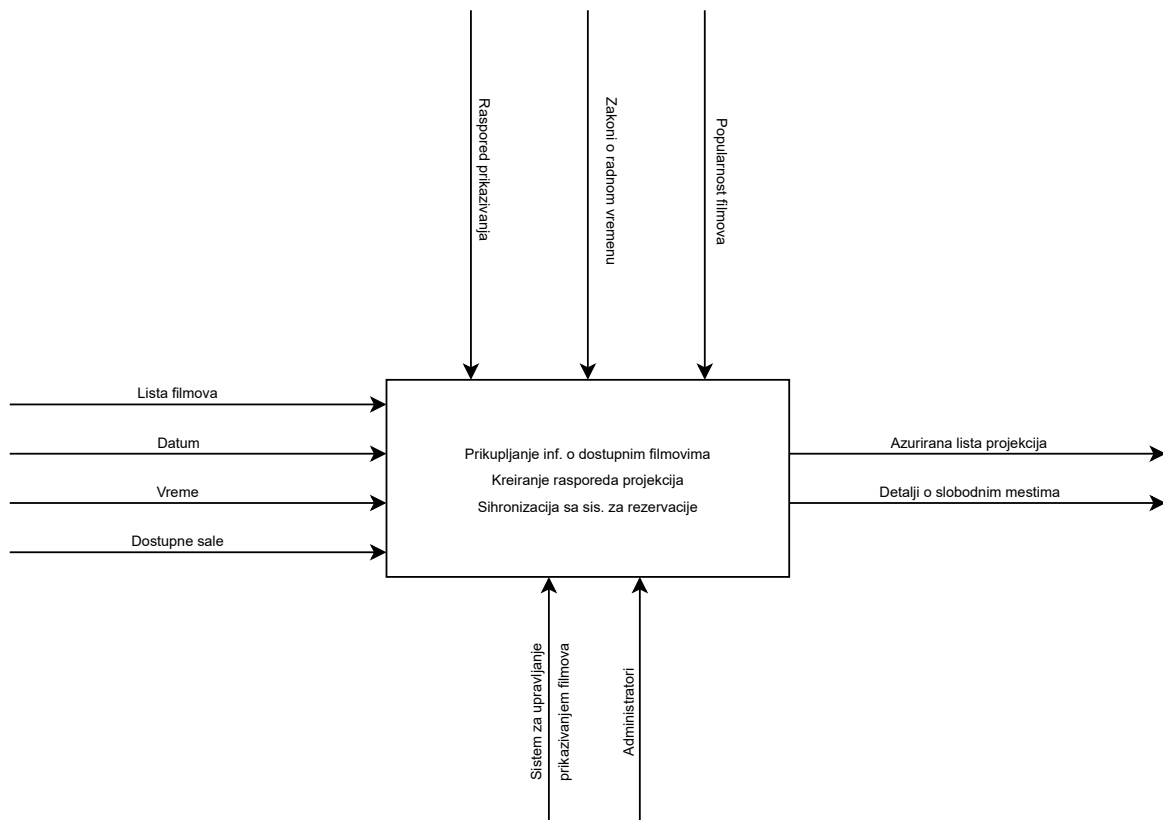 Raspored prikazivanja
Zakoni o radnom vremenu
Popularnost filmova
Lista filmova
Datum
Vreme
Dostupne sale
Prikupljanje inf. o dostupnim filmovima
Kreiranje rasporeda projekcija
Sihronizacija sa sis. za rezervacije
Azurirana lista projekcija
Detalji o slobodnim mestima
Sistem za upravljanje
prikazivanjem filmova
Administratori